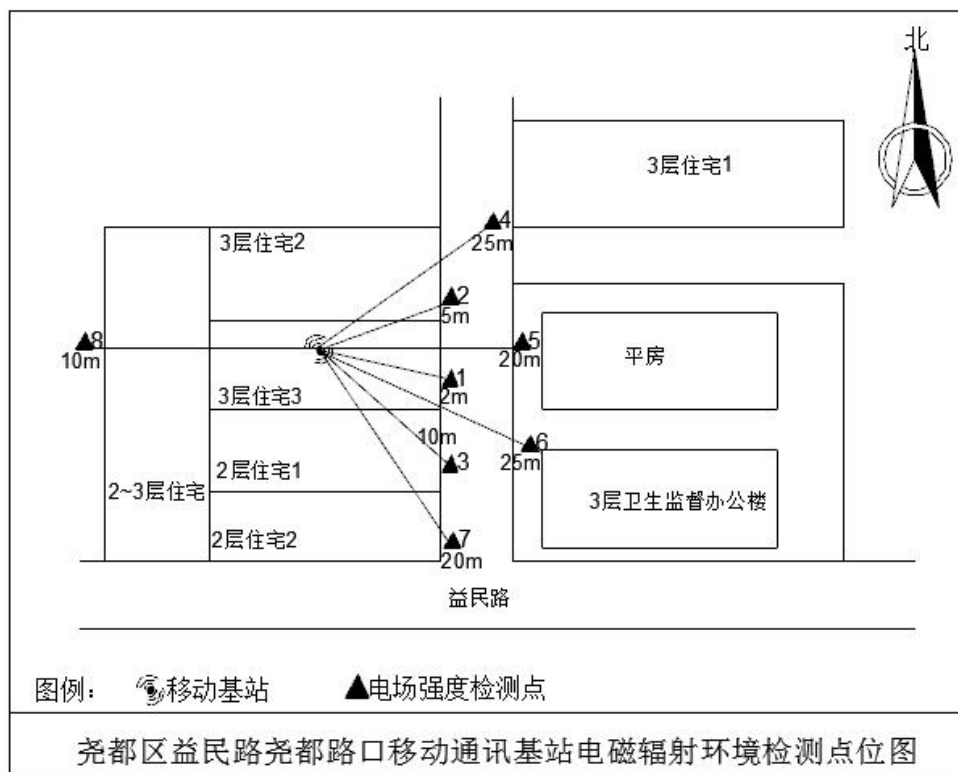 北
3层住宅1
4
25m
3层住宅2
2
5m
8
10m
5
20m
平房
1
2m
3层住宅3
10m
6
25m
3
2层住宅1
2~3层住宅
3层卫生监督办公楼
2层住宅2
7
20m
益民路
图例：
移动基站
电场强度检测点
尧都区益民路尧都路口移动通讯基站电磁辐射环境检测点位图